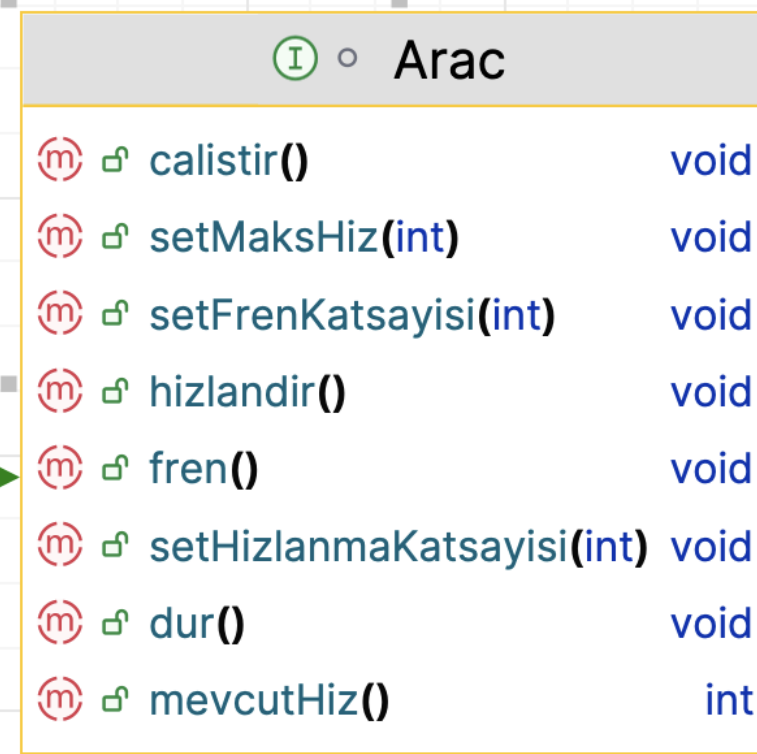 I Arac
m calistir() void
m setMaksHiz(int) void
m setFrenKatsayisi(int) void
m hizlandir() void
m fren() void
m setHizlanmaKatsayisi(int) void
m dur() void
m mevcutHiz() int